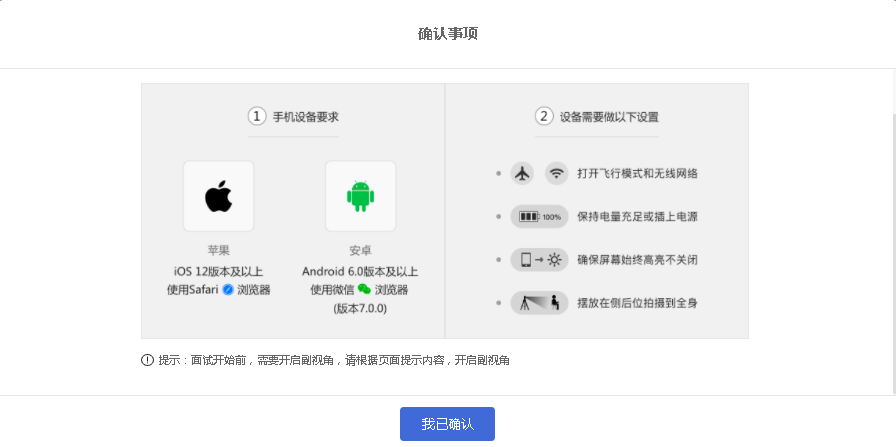 确认事项
1 手机设备要求
苹果
iOS 12版本及以上
使用Safari 浏览器
安卓
Android 6.0版本及以上
使用微信 浏览器
(版本7.0.0)
2 设备需要做以下设置
打开飞行模式和无线网络
100% 保持电量充足或插上电源
确保屏幕始终高亮不关闭
摆放在侧后位拍摄到全身
提示：面试开始前，需要开启副视角，请根据页面提示内容，开启副视角
我已确认